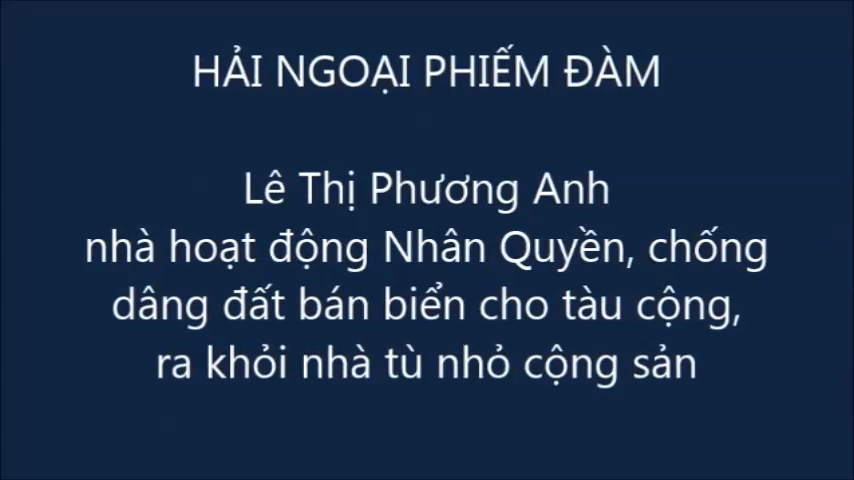 HẢI NGOẠI PHIẾM ĐÀM
Lê Thị Phương Anh
nhà hoạt động Nhân Quyền, chống
dâng đất bán biển cho tàu cộng,
ra khỏi nhà tù nhỏ cộng sản